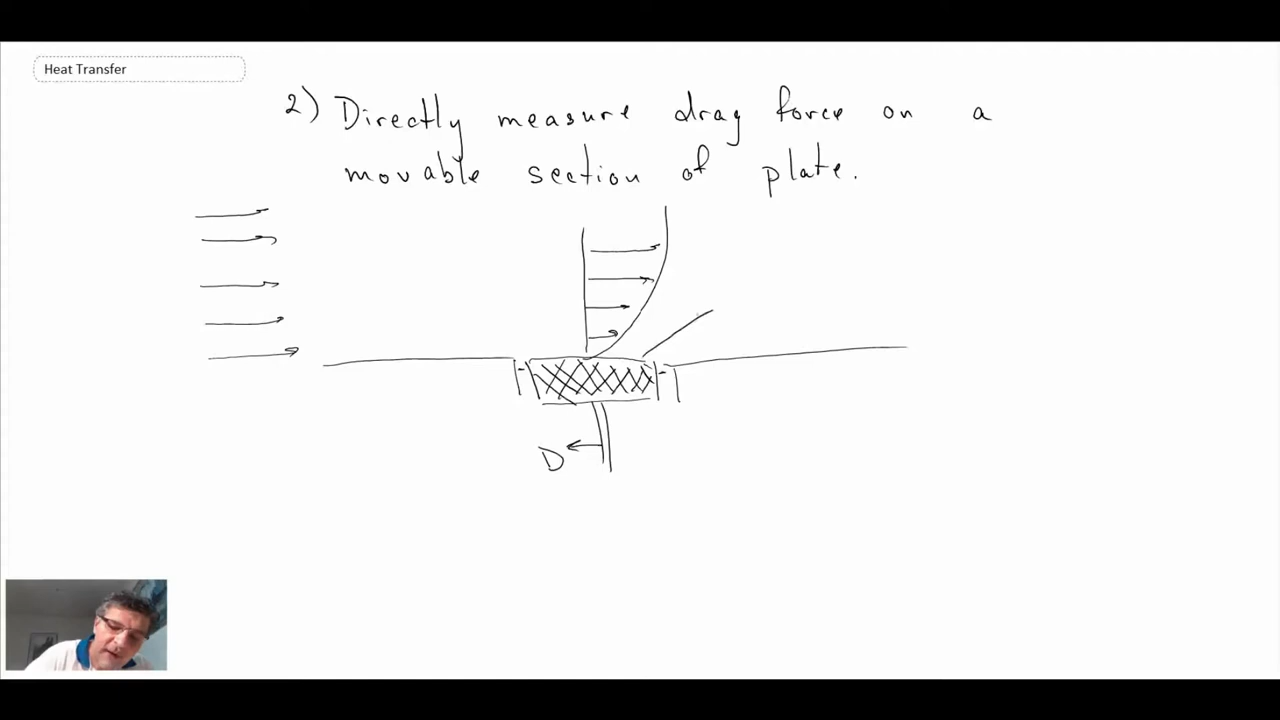 Heat Transfer
2) Directly measure drag force on a
movable section of plate.
D